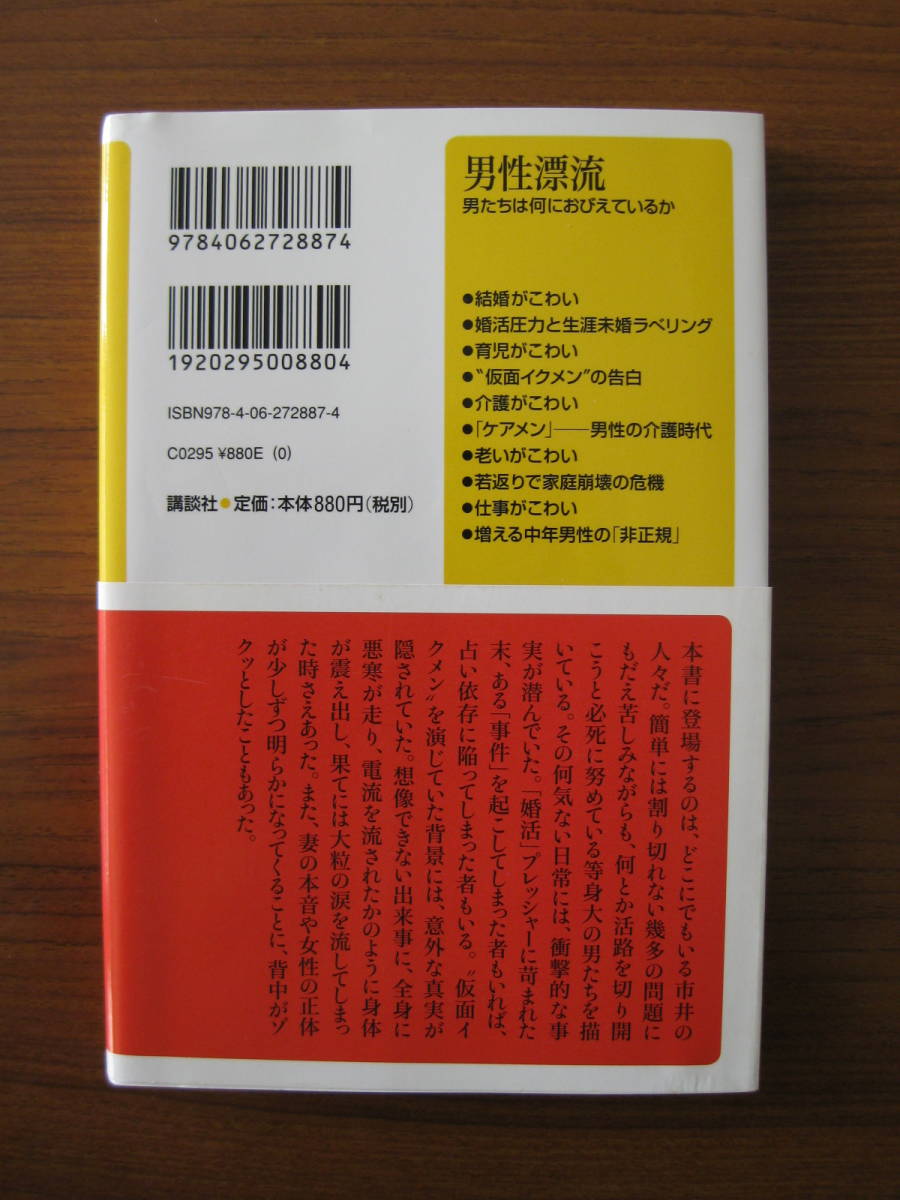 9784062728874
1920295008804
ISBN978-4-06-272887-4
C0295 ¥880E (0)
講談社●定価:本体880円(税別)
男性漂流
男たちは何におびえているか
●結婚がこわい
●婚活圧力と生涯未婚ラベリング
●育児がこわい
●〝仮面イクメン〟の告白
●介護がこわい
●「ケアメン」──男性の介護時代
●老いがこわい
●若返りで家庭崩壊の危機
●仕事がこわい
●増える中年男性の「非正規」
本書に登場するのは、どこにでもいる市井の
人々だ。簡単には割り切れない幾多の問題に
もだえ苦しみながらも、何とか活路を切り開
こうと必死に努めている等身大の男たちを描
いている。その何気ない日常には、衝撃的な事
実が潜んでいた。「婚活」プレッシャーに苛まれた
末、ある「事件」を起こしてしまった者もいれば、
占い依存に陥ってしまった者もいる。〝仮面イ
クメン〟を演じていた背景には、意外な真実が
隠されていた。想像できない出来事に、全身に
悪寒が走り、電流を流されたかのように身体
が震え出し、果てには大粒の涙を流してしまっ
た時さえあった。また、妻の本音や女性の正体
が少しずつ明らかになってくることに、背中がゾ
クッとしたこともあった。